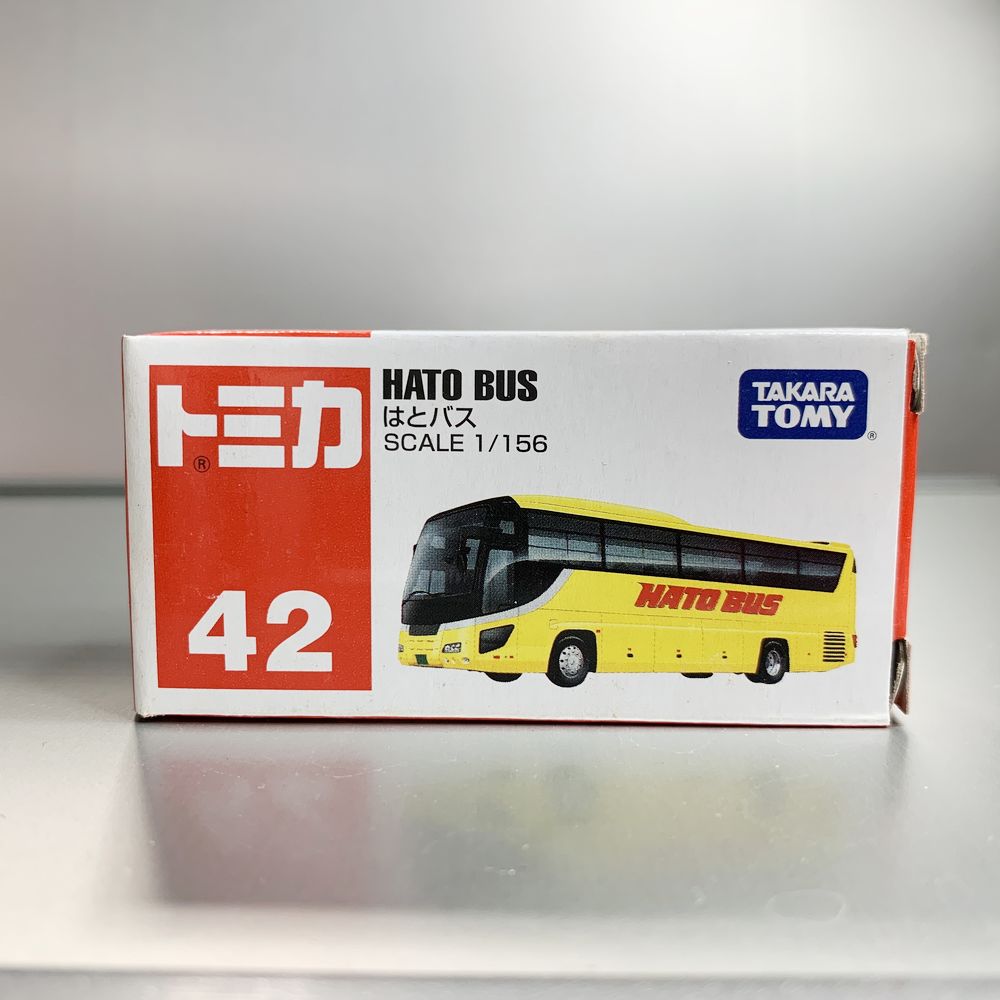 トミカ®
42
HATO BUS
はとバス
SCALE 1/156
TAKARA
TOMY®
HATO BUS